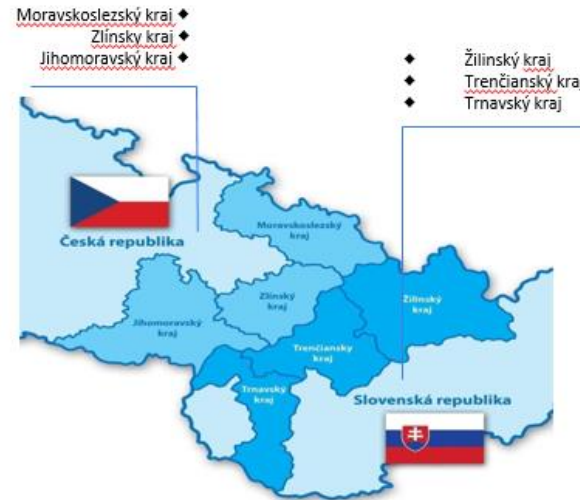 Moravskoslezský kraj ◆
Zlínsky kraj ◆
Jihomoravský kraj ◆
◆ Žilinský kraj
◆ Trenčianský kraj
◆ Trnavský kraj
Moravskoslezský
kraj
Česká republika
Zlínský
kraj
Žilinský
kraj
Jihomoravský
kraj
Trenčiansky
kraj
Trnavský
kraj
Slovenská republika